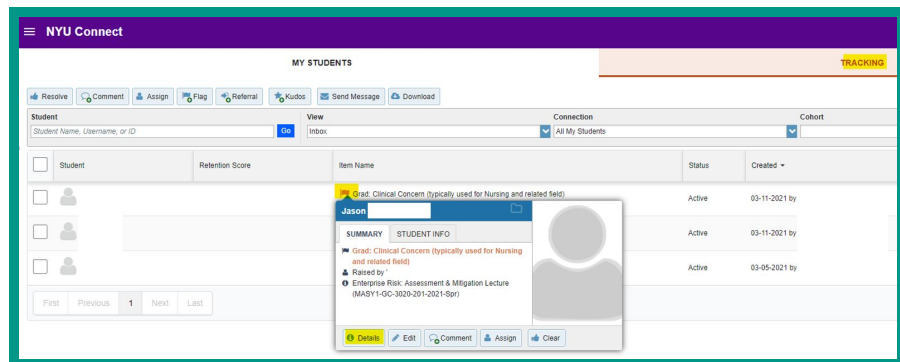 NYU Connect
MY STUDENTS
TRACKING
Resolve Comment Assign Flag Referral Kudos Send Message Download
Student View Connection Cohort
Student Name, Username, or ID Go Inbox All My Students
Student Retention Score Item Name Status Created
Grad: Clinical Concern (typically used for Nursing and related field) Active 03-11-2021 by
Jason
SUMMARY STUDENT INFO
Active 03-11-2021 by
Grad: Clinical Concern (typically used for Nursing
and related field)
Raised by '
Active 03-05-2021 by
Enterprise Risk: Assessment & Mitigation Lecture
(MASY1-GC-3020-201-2021-Spr)
First Previous 1 Next Last
Details Edit Comment Assign Clear